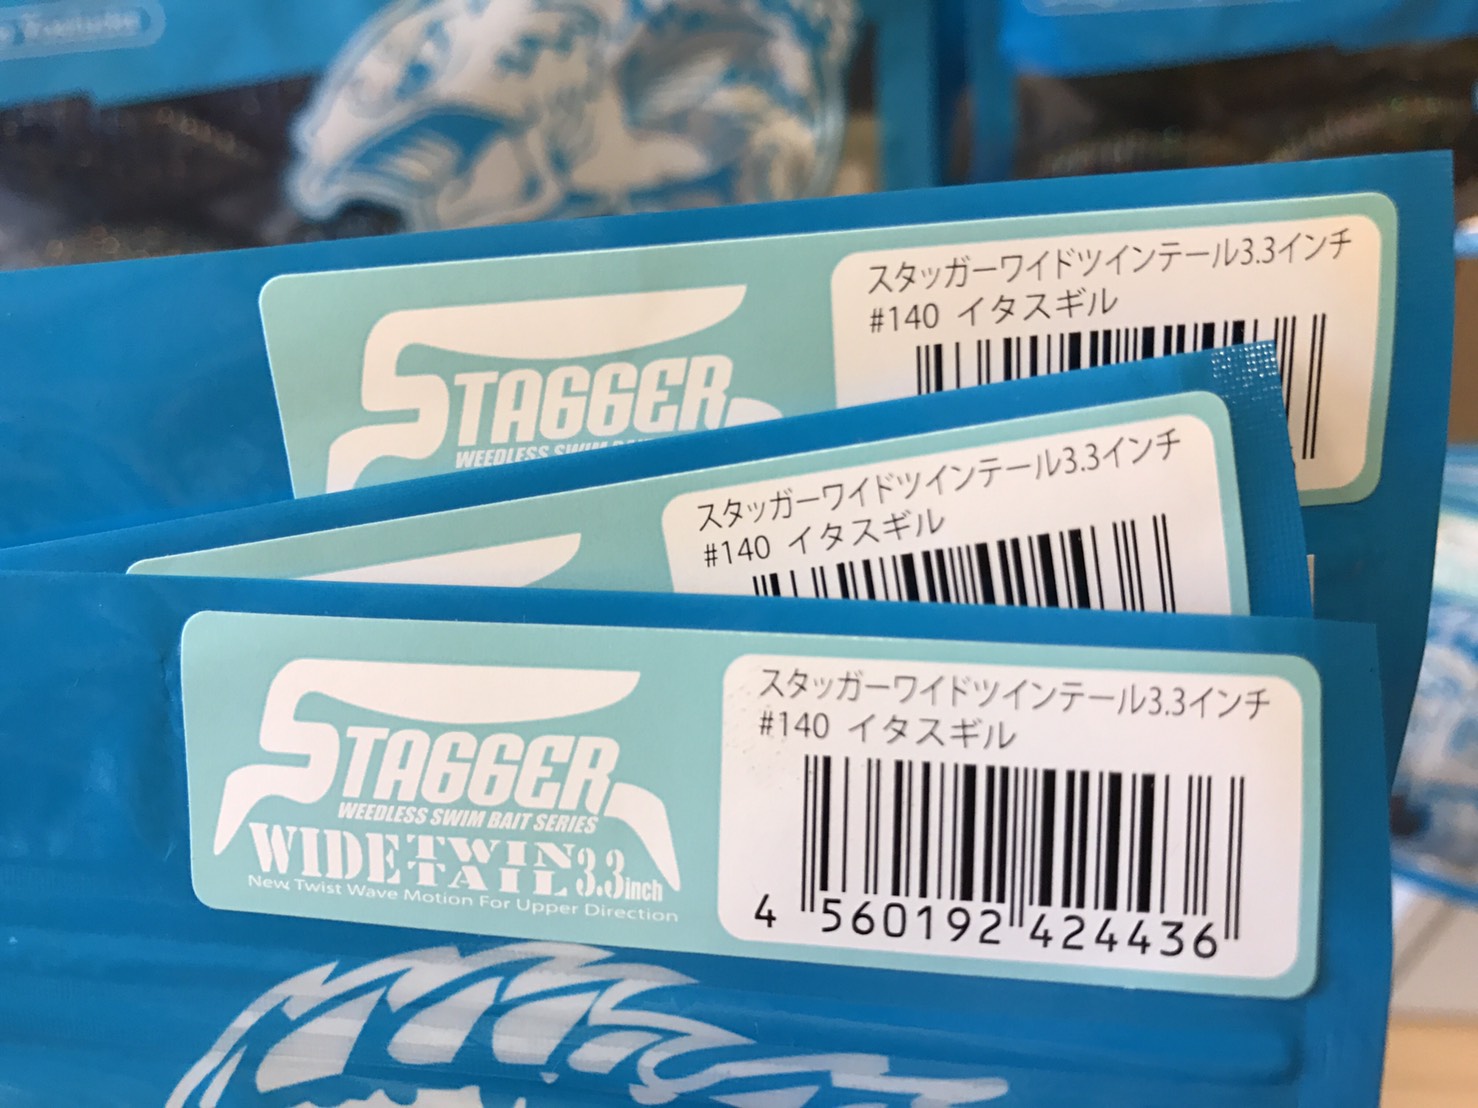 スタッガーワイドツインテール3.3インチ
#140 イタスギル
STAGGER
WEEDLESS SWIM BAIT
スタッガーワイドツインテール3.3インチ
#140 イタスギル
スタッガーワイドツインテール3.3インチ
#140 イタスギル
STAGGER
WEEDLESS SWIM BAIT SERIES
WIDE TWIN TAIL 3.3inch
New Twist Wave Motion For Upper Direction
4 560192 424436